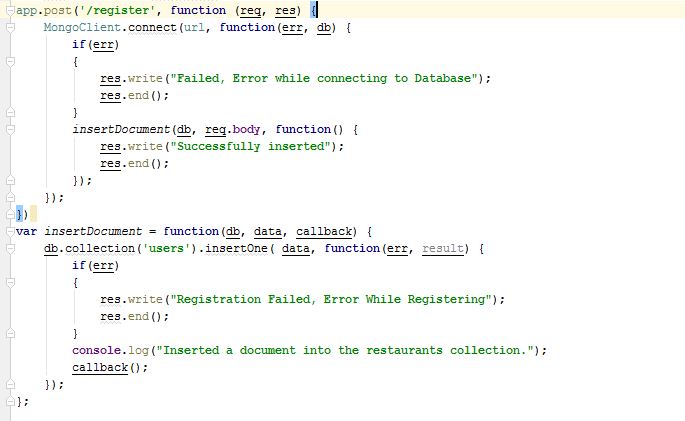 app.post('/register', function (req, res) {
    MongoClient.connect(url, function(err, db) {
        if(err)
        {
            res.write("Failed, Error while connecting to Database");
            res.end();
        }
        insertDocument(db, req.body, function() {
            res.write("Successfully inserted");
            res.end();
        });
    });
})
var insertDocument = function(db, data, callback) {
    db.collection('users').insertOne( data, function(err, result) {
        if(err)
        {
            res.write("Registration Failed, Error While Registering");
            res.end();
        }
        console.log("Inserted a document into the restaurants collection.");
        callback();
    });
};